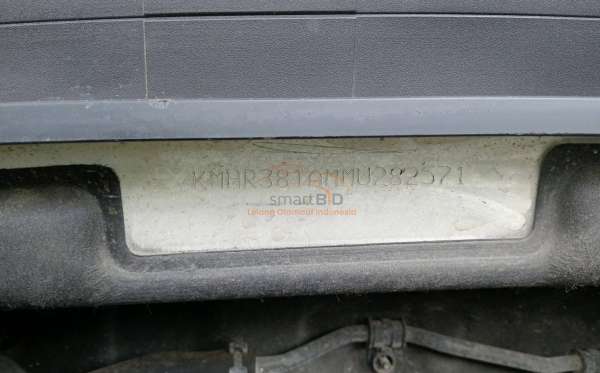 KMHR381AMMU282571
smartBID
Lelang Otomotif Indonesia